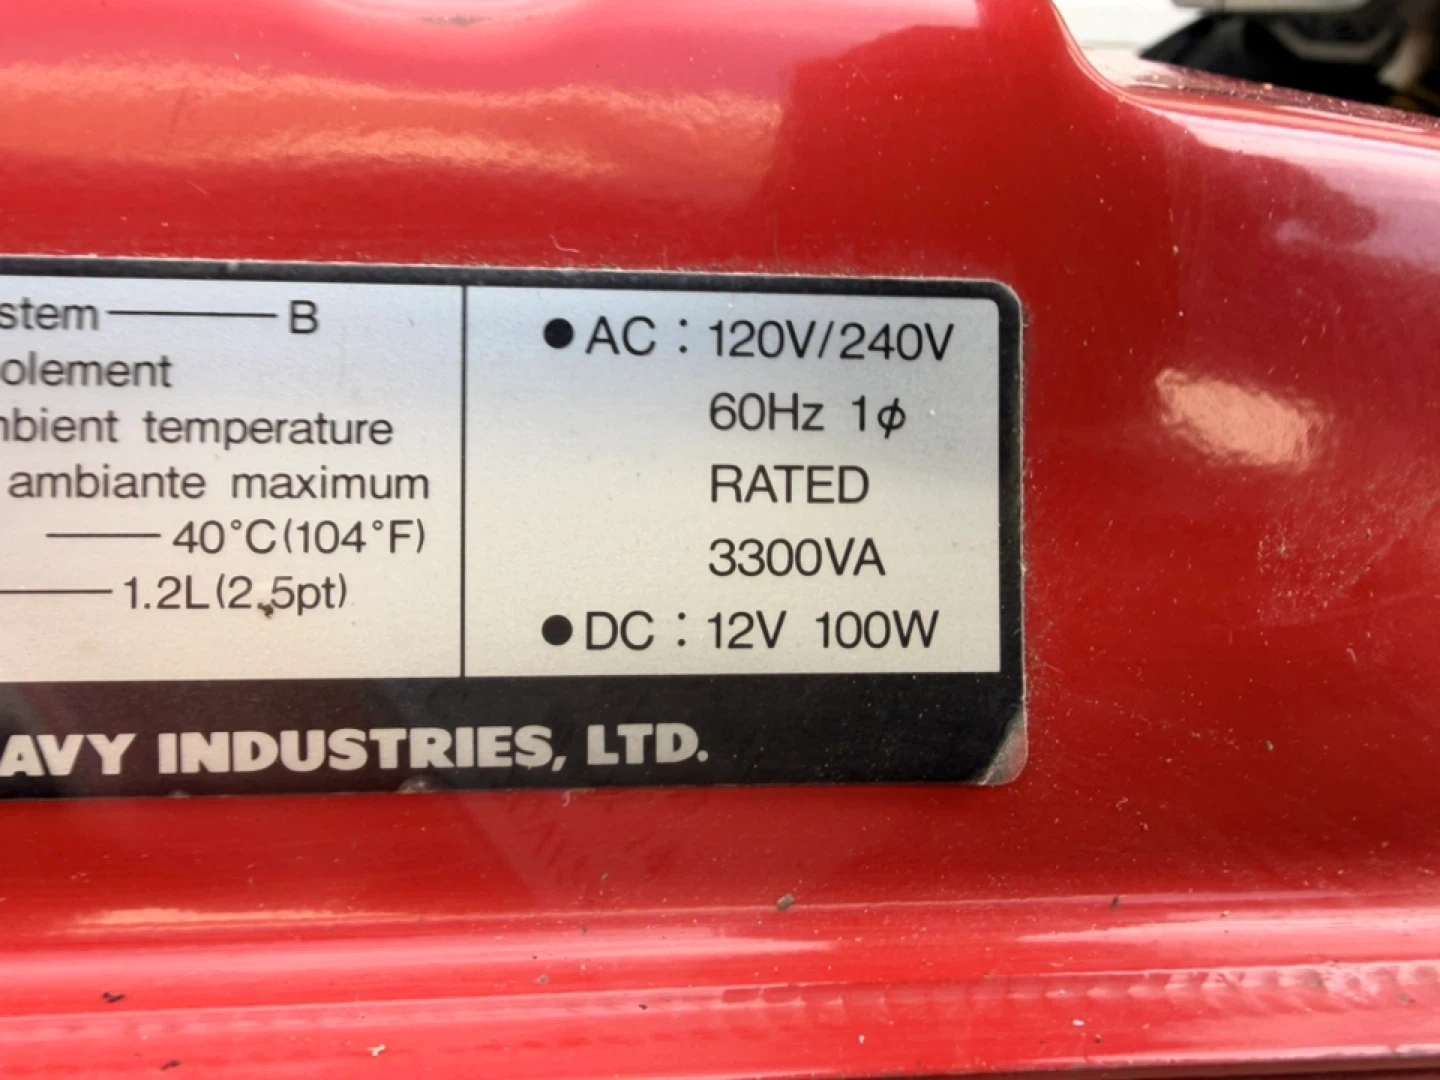 stem — B
olement
mbient temperature
ambiante maximum
— 40°C(104°F)
— 1.2L(2.5pt)
● AC : 120V/240V
60Hz 1ϕ
RATED
3300VA
● DC : 12V 100W
AVY INDUSTRIES, LTD.